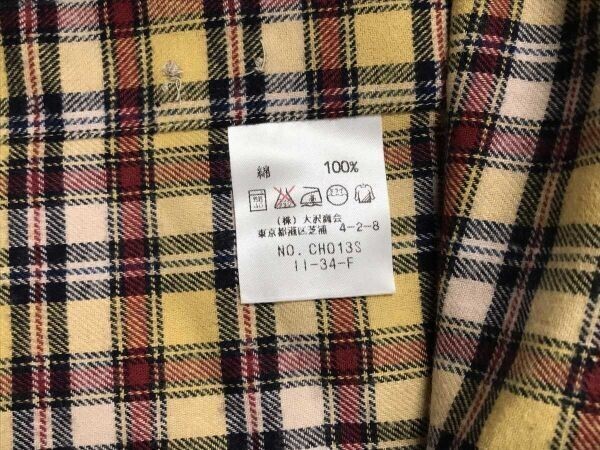 綿 100%
(株)大沢商会
東京都港区芝浦 4-2-8
NO. CH013S
11-34-F